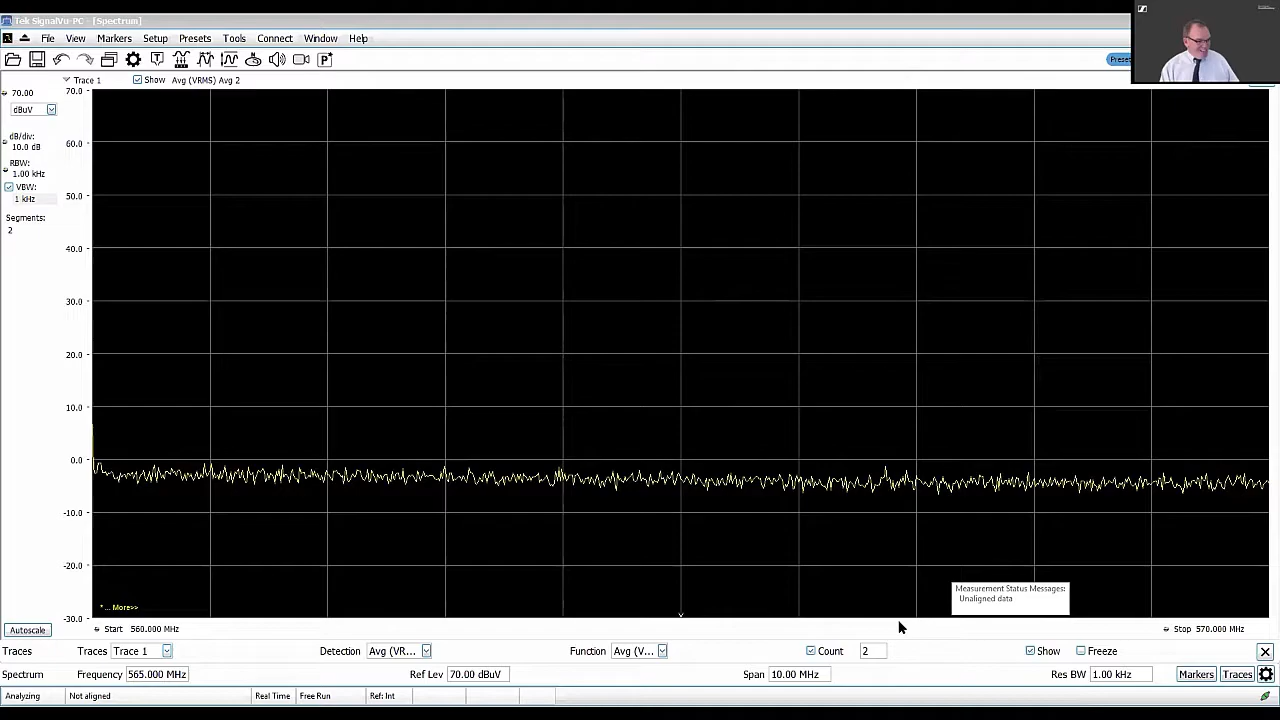 Tek SignalVu-PC - [Spectrum]
File View Markers Setup Presets Tools Connect Window Help
Preset
Trace 1 Show Avg (VRMS) Avg 2
70.00
dBuV
dB/div:
10.0 dB
RBW:
1.00 kHz
VBW:
1 kHz
Segments:
2
70.0
60.0
50.0
40.0
30.0
20.0
10.0
0.0
-10.0
-20.0
-30.0
* ... More>>
Measurement Status Messages:
Unaligned data
Autoscale
Start 560.000 MHz
Stop 570.000 MHz
Traces Traces Trace 1 Detection Avg (VR... Function Avg (V... Count 2 Show Freeze
Spectrum Frequency 565.000 MHz Ref Lev 70.00 dBuV Span 10.00 MHz Res BW 1.00 kHz Markers Traces
Analyzing Not aligned Real Time Free Run Ref: Int